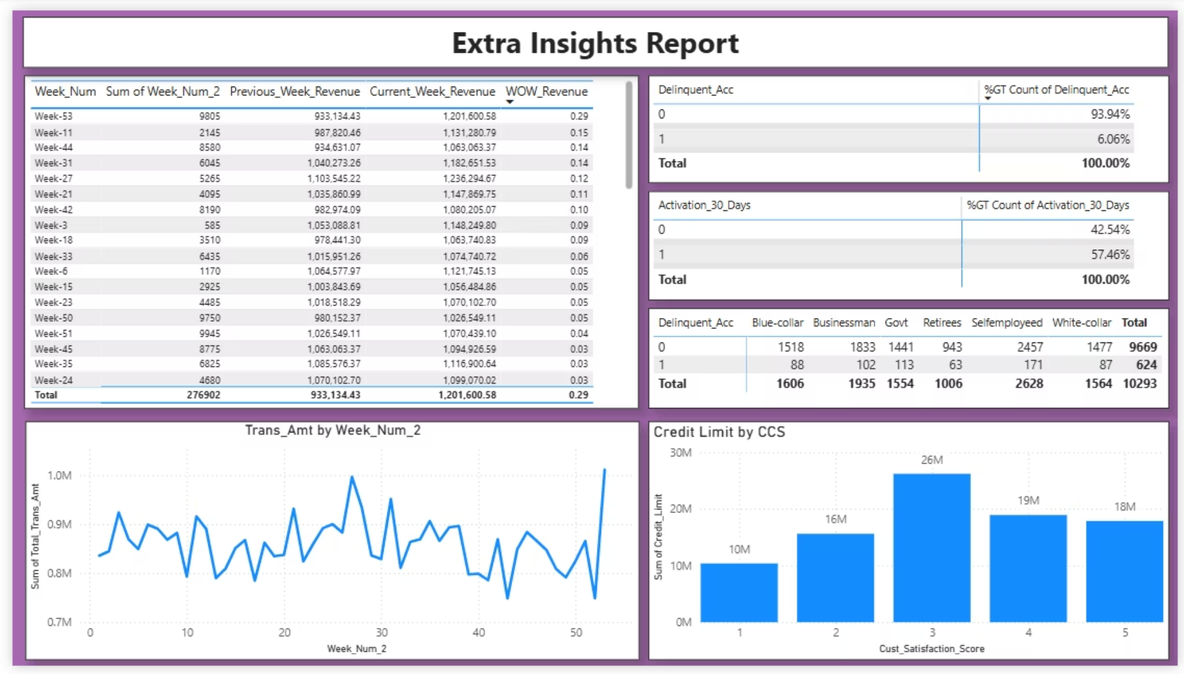 Extra Insights Report
Week_Num Sum of Week_Num_2 Previous_Week_Revenue Current_Week_Revenue WOW_Revenue
Week-53 9805 933,134.43 1,201,600.58 0.29
Week-11 2145 987,820.46 1,131,280.79 0.15
Week-44 8580 934,631.07 1,063,063.37 0.14
Week-31 6045 1,040,273.26 1,182,651.53 0.14
Week-27 5265 1,103,545.22 1,236,294.67 0.12
Week-21 4095 1,035,860.99 1,147,869.75 0.11
Week-42 8190 982,974.09 1,080,205.07 0.10
Week-3 585 1,053,088.81 1,148,249.80 0.09
Week-18 3510 978,441.30 1,063,740.83 0.09
Week-33 6435 1,015,951.26 1,074,740.72 0.06
Week-6 1170 1,064,577.97 1,121,745.13 0.05
Week-15 2925 1,003,843.69 1,056,484.86 0.05
Week-23 4485 1,018,518.29 1,070,102.70 0.05
Week-50 9750 980,152.37 1,026,549.11 0.05
Week-51 9945 1,026,549.11 1,070,439.10 0.04
Week-45 8775 1,063,063.37 1,094,926.59 0.03
Week-35 6825 1,085,576.37 1,116,900.64 0.03
Week-24 4680 1,070,102.70 1,099,070.02 0.03
Total 276902 933,134.43 1,201,600.58 0.29
Delinquent_Acc %GT Count of Delinquent_Acc
0 93.94%
1 6.06%
Total 100.00%
Activation_30_Days %GT Count of Activation_30_Days
0 42.54%
1 57.46%
Total 100.00%
Delinquent_Acc Blue-collar Businessman Govt Retirees Selfemployeed White-collar Total
0 1518 1833 1441 943 2457 1477 9669
1 88 102 113 63 171 87 624
Total 1606 1935 1554 1006 2628 1564 10293
Trans_Amt by Week_Num_2
Sum of Total_Trans_Amt
1.0M
0.9M
0.8M
0.7M
0 10 20 30 40 50
Week_Num_2
Credit Limit by CCS
Sum of Credit_Limit
30M
20M
10M
0M
10M
16M
26M
19M
18M
1 2 3 4 5
Cust_Satisfaction_Score